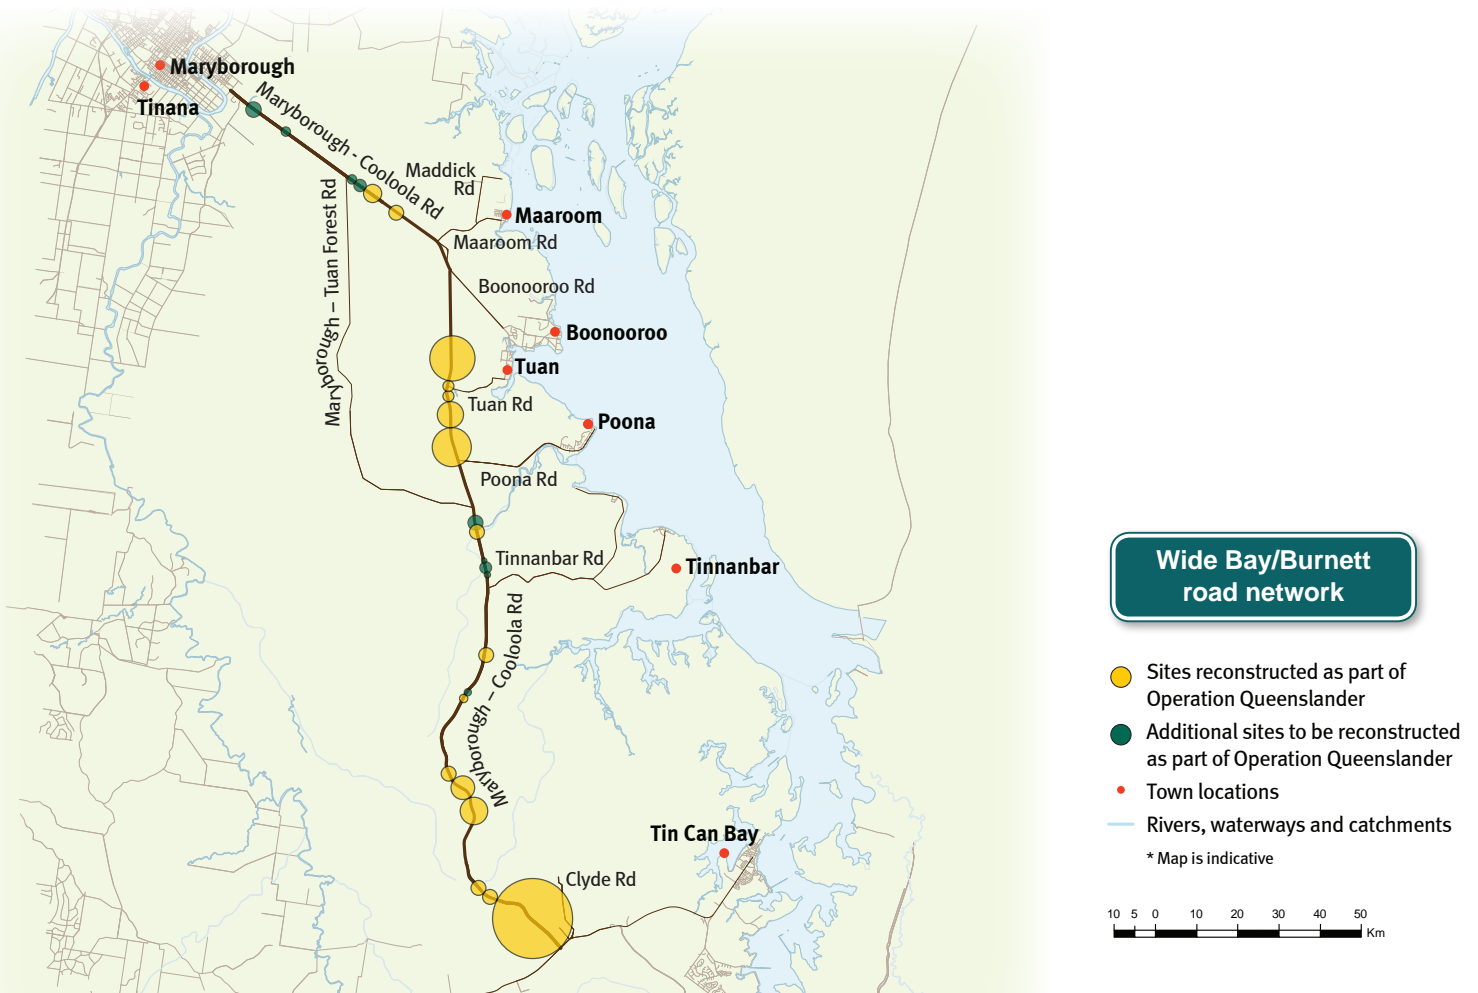 Maryborough
Tinana
Maryborough - Cooloola Rd
Maddick
Rd
Maaroom
Maaroom Rd
Maryborough – Tuan Forest Rd
Boonooroo Rd
Boonooroo
Tuan
Tuan Rd
Poona
Poona Rd
Tinnanbar Rd
Tinnanbar
Maryborough – Cooloola Rd
Tin Can Bay
Clyde Rd
Wide Bay/Burnett
road network
Sites reconstructed as part of
Operation Queenslander
Additional sites to be reconstructed
as part of Operation Queenslander
Town locations
Rivers, waterways and catchments
* Map is indicative
10 5 0 10 20 30 40 50
Km